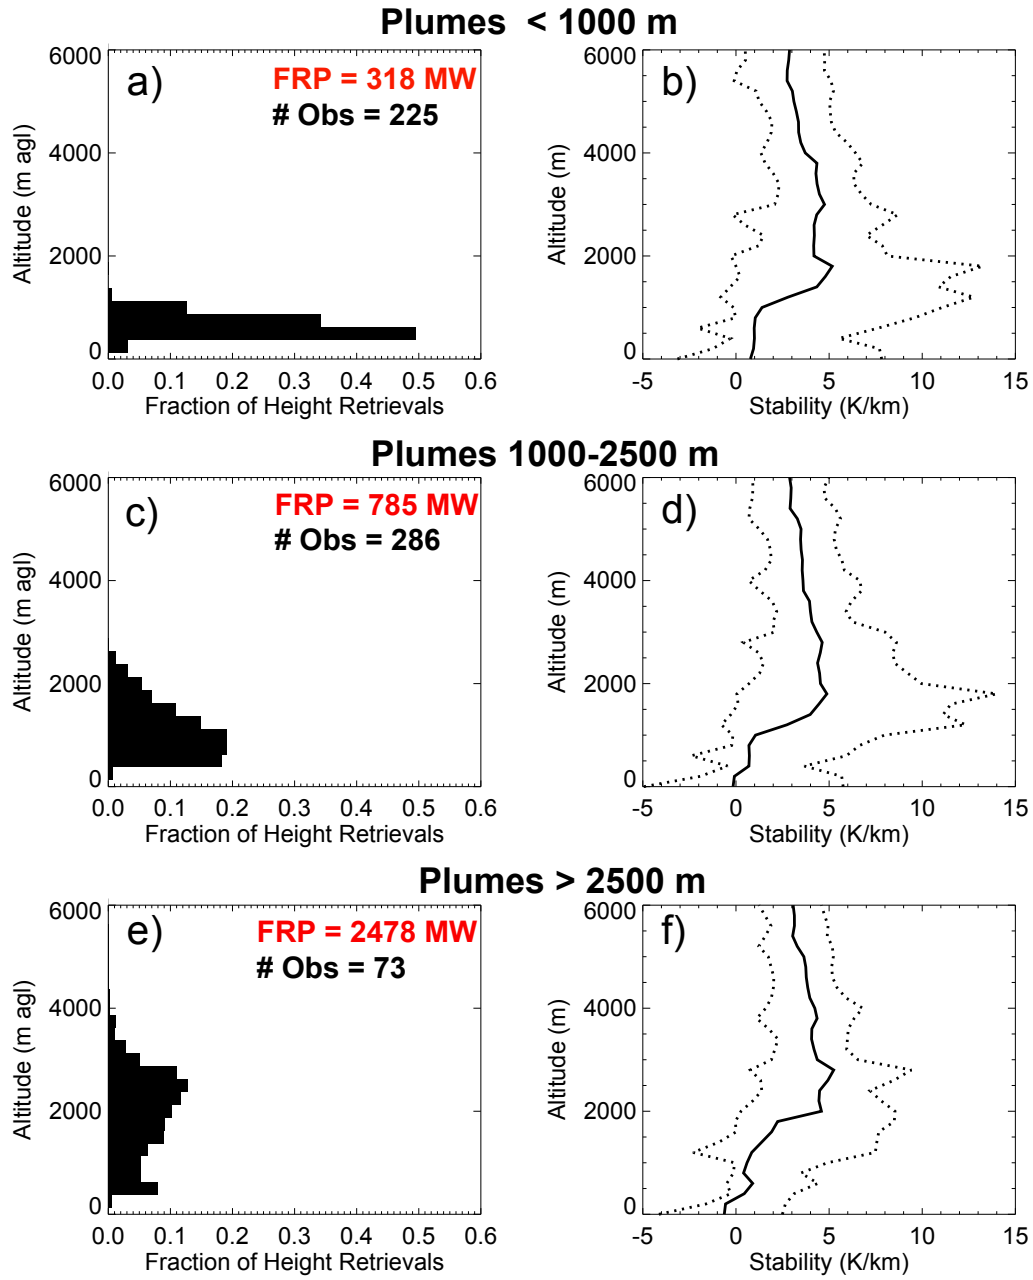 Plumes < 1000 m
a)
FRP = 318 MW
# Obs = 225
6000
4000
2000
0
Altitude (m agl)
0.0 0.1 0.2 0.3 0.4 0.5 0.6
Fraction of Height Retrievals
b)
6000
4000
2000
0
Altitude (m)
-5 0 5 10 15
Stability (K/km)
Plumes 1000-2500 m
c)
FRP = 785 MW
# Obs = 286
6000
4000
2000
0
Altitude (m agl)
0.0 0.1 0.2 0.3 0.4 0.5 0.6
Fraction of Height Retrievals
d)
6000
4000
2000
0
Altitude (m)
-5 0 5 10 15
Stability (K/km)
Plumes > 2500 m
e)
FRP = 2478 MW
# Obs = 73
6000
4000
2000
0
Altitude (m agl)
0.0 0.1 0.2 0.3 0.4 0.5 0.6
Fraction of Height Retrievals
f)
6000
4000
2000
0
Altitude (m)
-5 0 5 10 15
Stability (K/km)